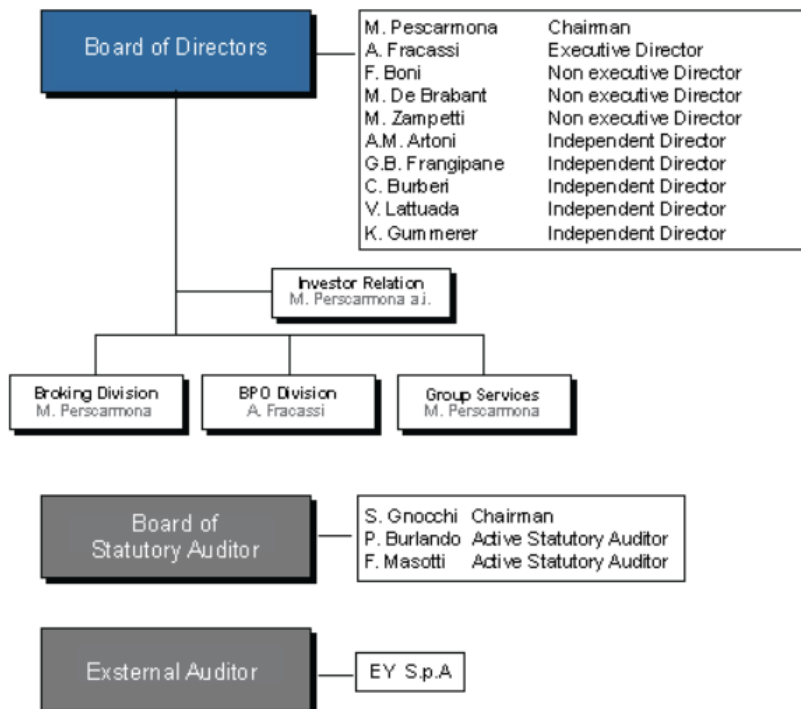 Board of Directors
M. Pescarmona Chairman
A. Fracassi Executive Director
F. Boni Non executive Director
M. De Brabant Non executive Director
M. Zampetti Non executive Director
A.M. Artoni Independent Director
G.B. Frangipane Independent Director
C. Burberi Independent Director
V. Lattuada Independent Director
K. Gummerer Independent Director
Investor Relation
M. Perscarmona a.i.
Broking Division
M. Perscarmona
BPO Division
A. Fracassi
Group Services
M. Perscarmona
Board of
Statutory Auditor
S. Gnocchi Chairman
P. Burlando Active Statutory Auditor
F. Masotti Active Statutory Auditor
Exsternal Auditor
EY S.p.A